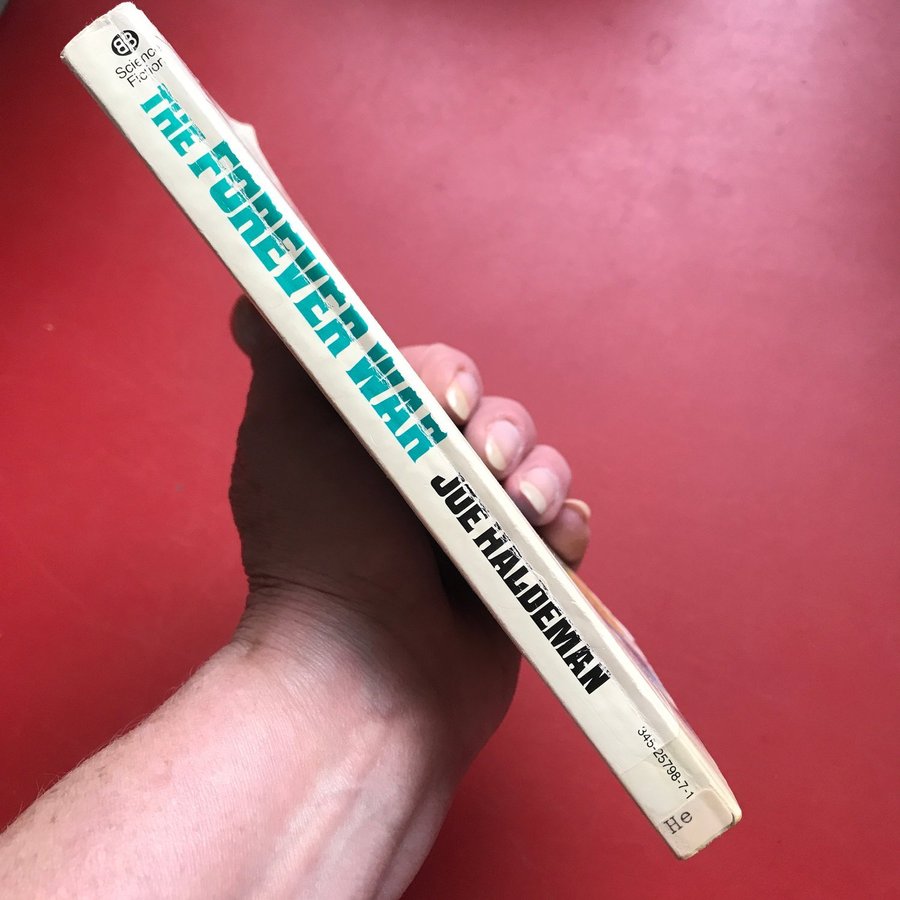 BB
Science
Fiction
THE FOREVER WAR
JOE HALDEMAN
345-25798-7-1
He